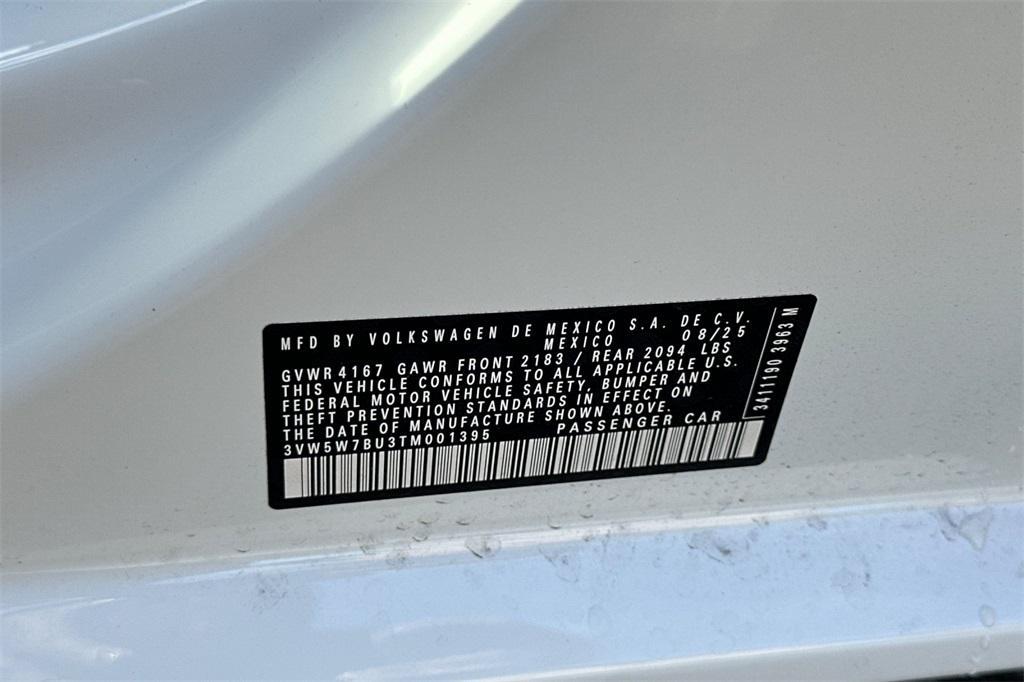 MFD BY VOLKSWAGEN DE MEXICO S.A. DE C.V.
MEXICO 08/25
GVWR 4167 GAWR FRONT 2183 / REAR 2094 LBS
THIS VEHICLE CONFORMS TO ALL APPLICABLE U.S.
FEDERAL MOTOR VEHICLE SAFETY, BUMPER AND
THEFT PREVENTION STANDARDS IN EFFECT ON
THE DATE OF MANUFACTURE SHOWN ABOVE.
3VW5W7BU3TM001395 PASSENGER CAR
3411190 3963 M